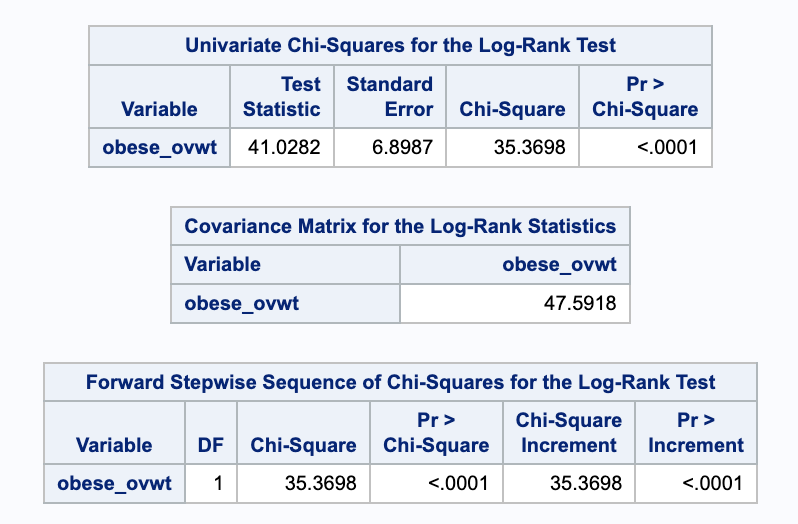 Univariate Chi-Squares for the Log-Rank Test
Variable Test Statistic Standard Error Chi-Square Pr > Chi-Square
obese_ovwt 41.0282 6.8987 35.3698 <.0001
Covariance Matrix for the Log-Rank Statistics
Variable obese_ovwt
obese_ovwt 47.5918
Forward Stepwise Sequence of Chi-Squares for the Log-Rank Test
Variable DF Chi-Square Pr > Chi-Square Chi-Square Increment Pr > Increment
obese_ovwt 1 35.3698 <.0001 35.3698 <.0001